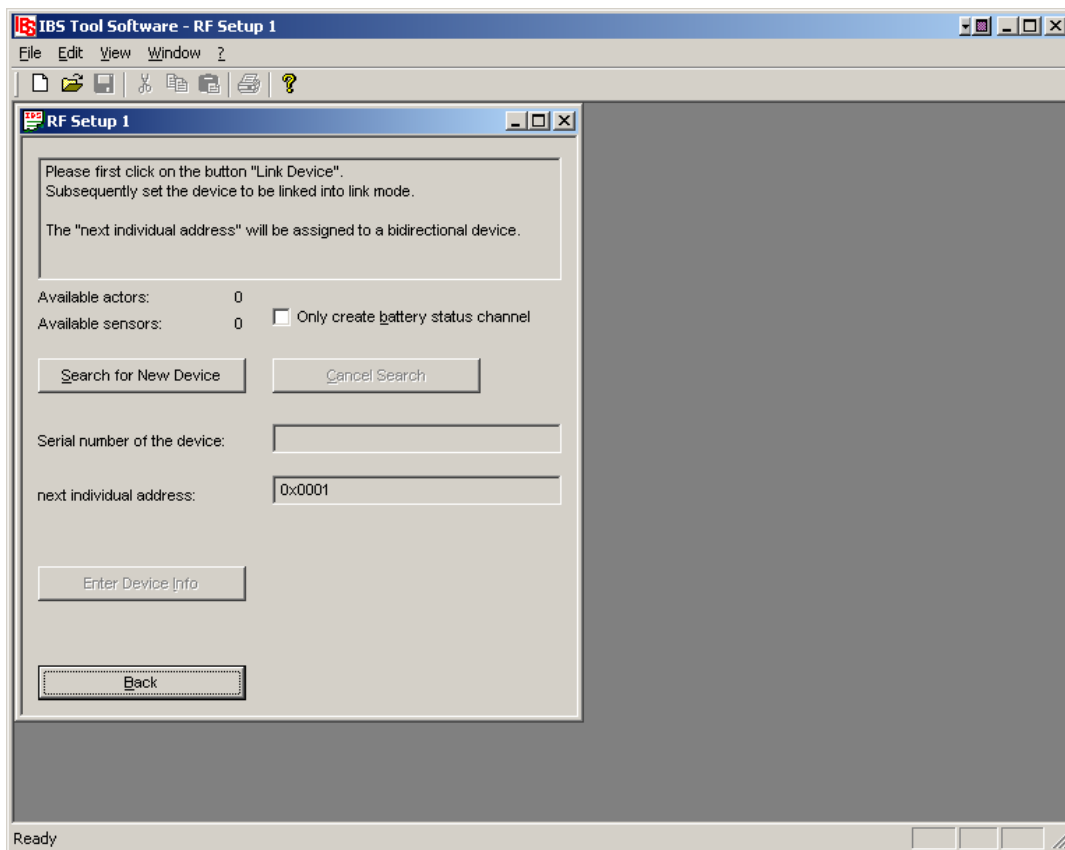 IBS IBS Tool Software - RF Setup 1
File Edit View Window ?
?
IBS RF Setup 1
Please first click on the button "Link Device".
Subsequently set the device to be linked into link mode.
The "next individual address" will be assigned to a bidirectional device.
Available actors: 0
Available sensors: 0
Only create battery status channel
Search for New Device Cancel Search
Serial number of the device:
next individual address: 0x0001
Enter Device Info
Back
Ready